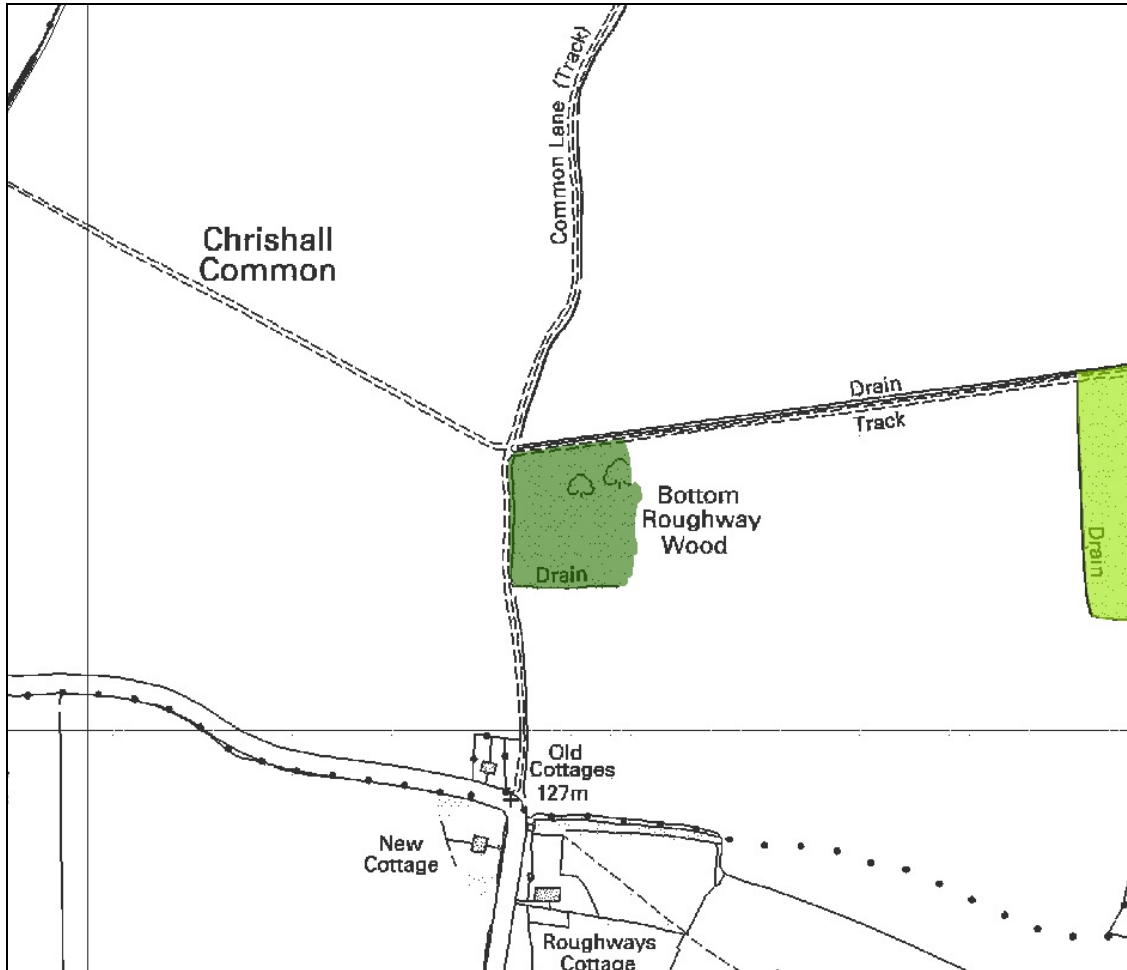 Common Lane (Track)
Chrishall
Common
Drain
Track
Bottom
Roughway
Wood
Drain
Drain
Old
Cottages
127m
New
Cottage
Roughways
Cottage